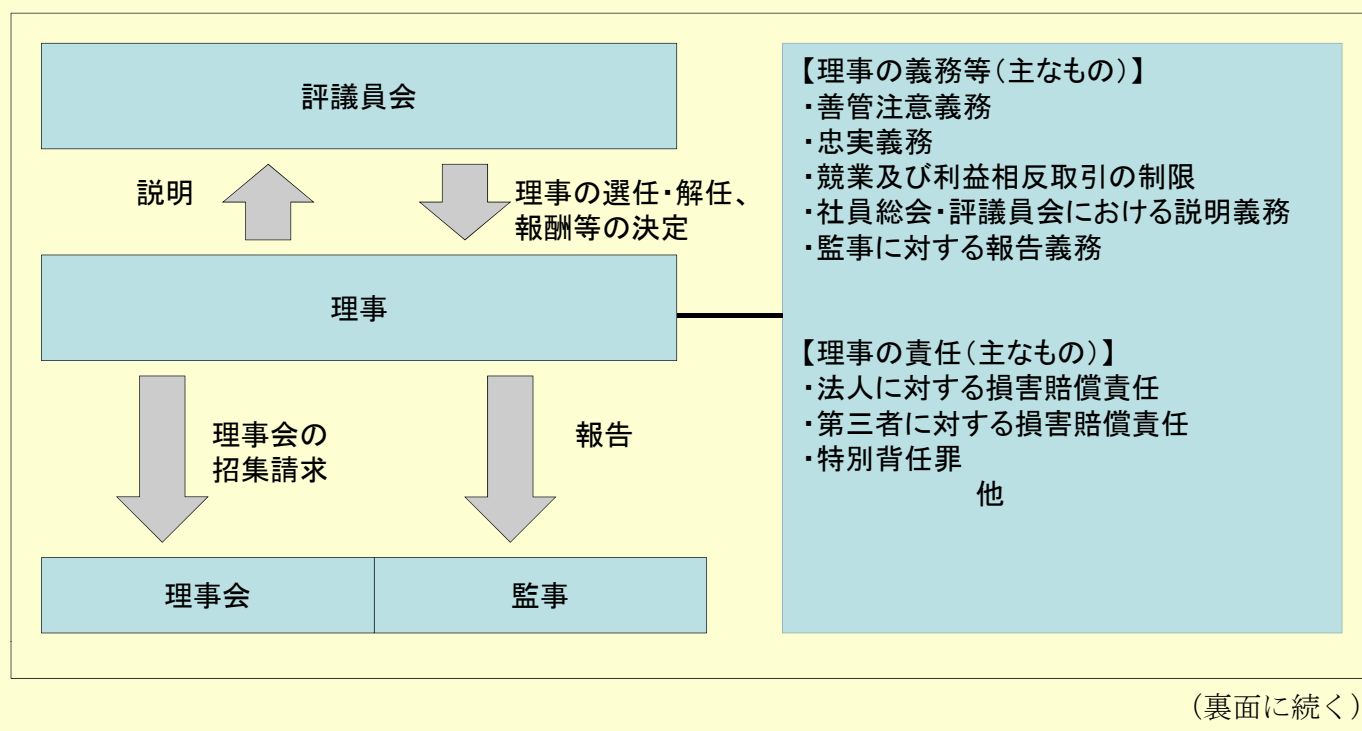 評議員会
説明
理事の選任・解任、
報酬等の決定
理事
理事会の
招集請求
報告
理事会
監事
【理事の義務等（主なもの）】
・善管注意義務
・忠実義務
・競業及び利益相反取引の制限
・社員総会・評議員会における説明義務
・監事に対する報告義務
【理事の責任（主なもの）】
・法人に対する損害賠償責任
・第三者に対する損害賠償責任
・特別背任罪
他
（裏面に続く）